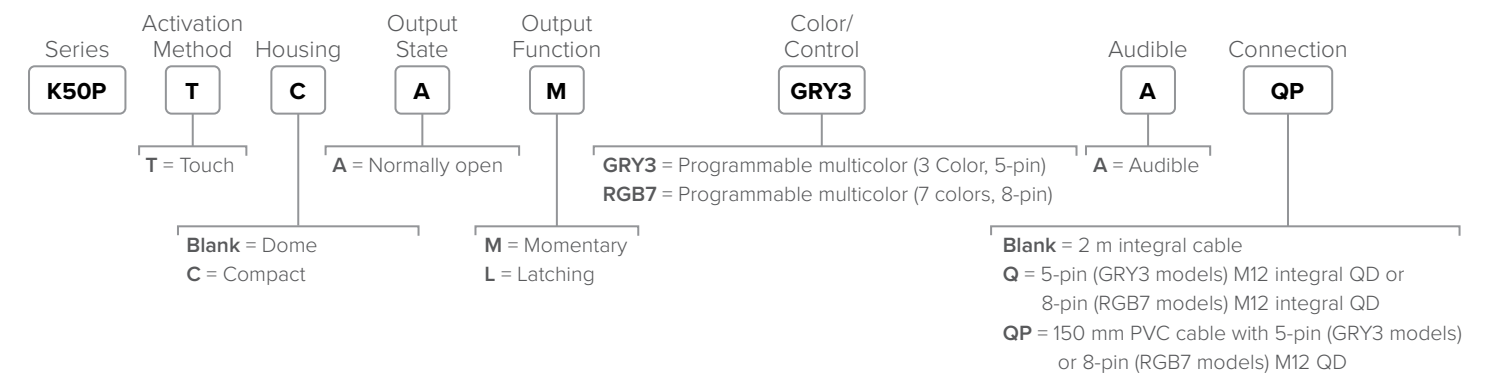 Series
Activation
Method
Housing
Output
State
Output
Function
Color/
Control
Audible
Connection
K50P
T
C
A
M
GRY3
A
QP
T = Touch
A = Normally open
GRY3 = Programmable multicolor (3 Color, 5-pin)
RGB7 = Programmable multicolor (7 colors, 8-pin)
A = Audible
Blank = Dome
C = Compact
M = Momentary
L = Latching
Blank = 2 m integral cable
Q = 5-pin (GRY3 models) M12 integral QD or
8-pin (RGB7 models) M12 integral QD
QP = 150 mm PVC cable with 5-pin (GRY3 models)
or 8-pin (RGB7 models) M12 QD